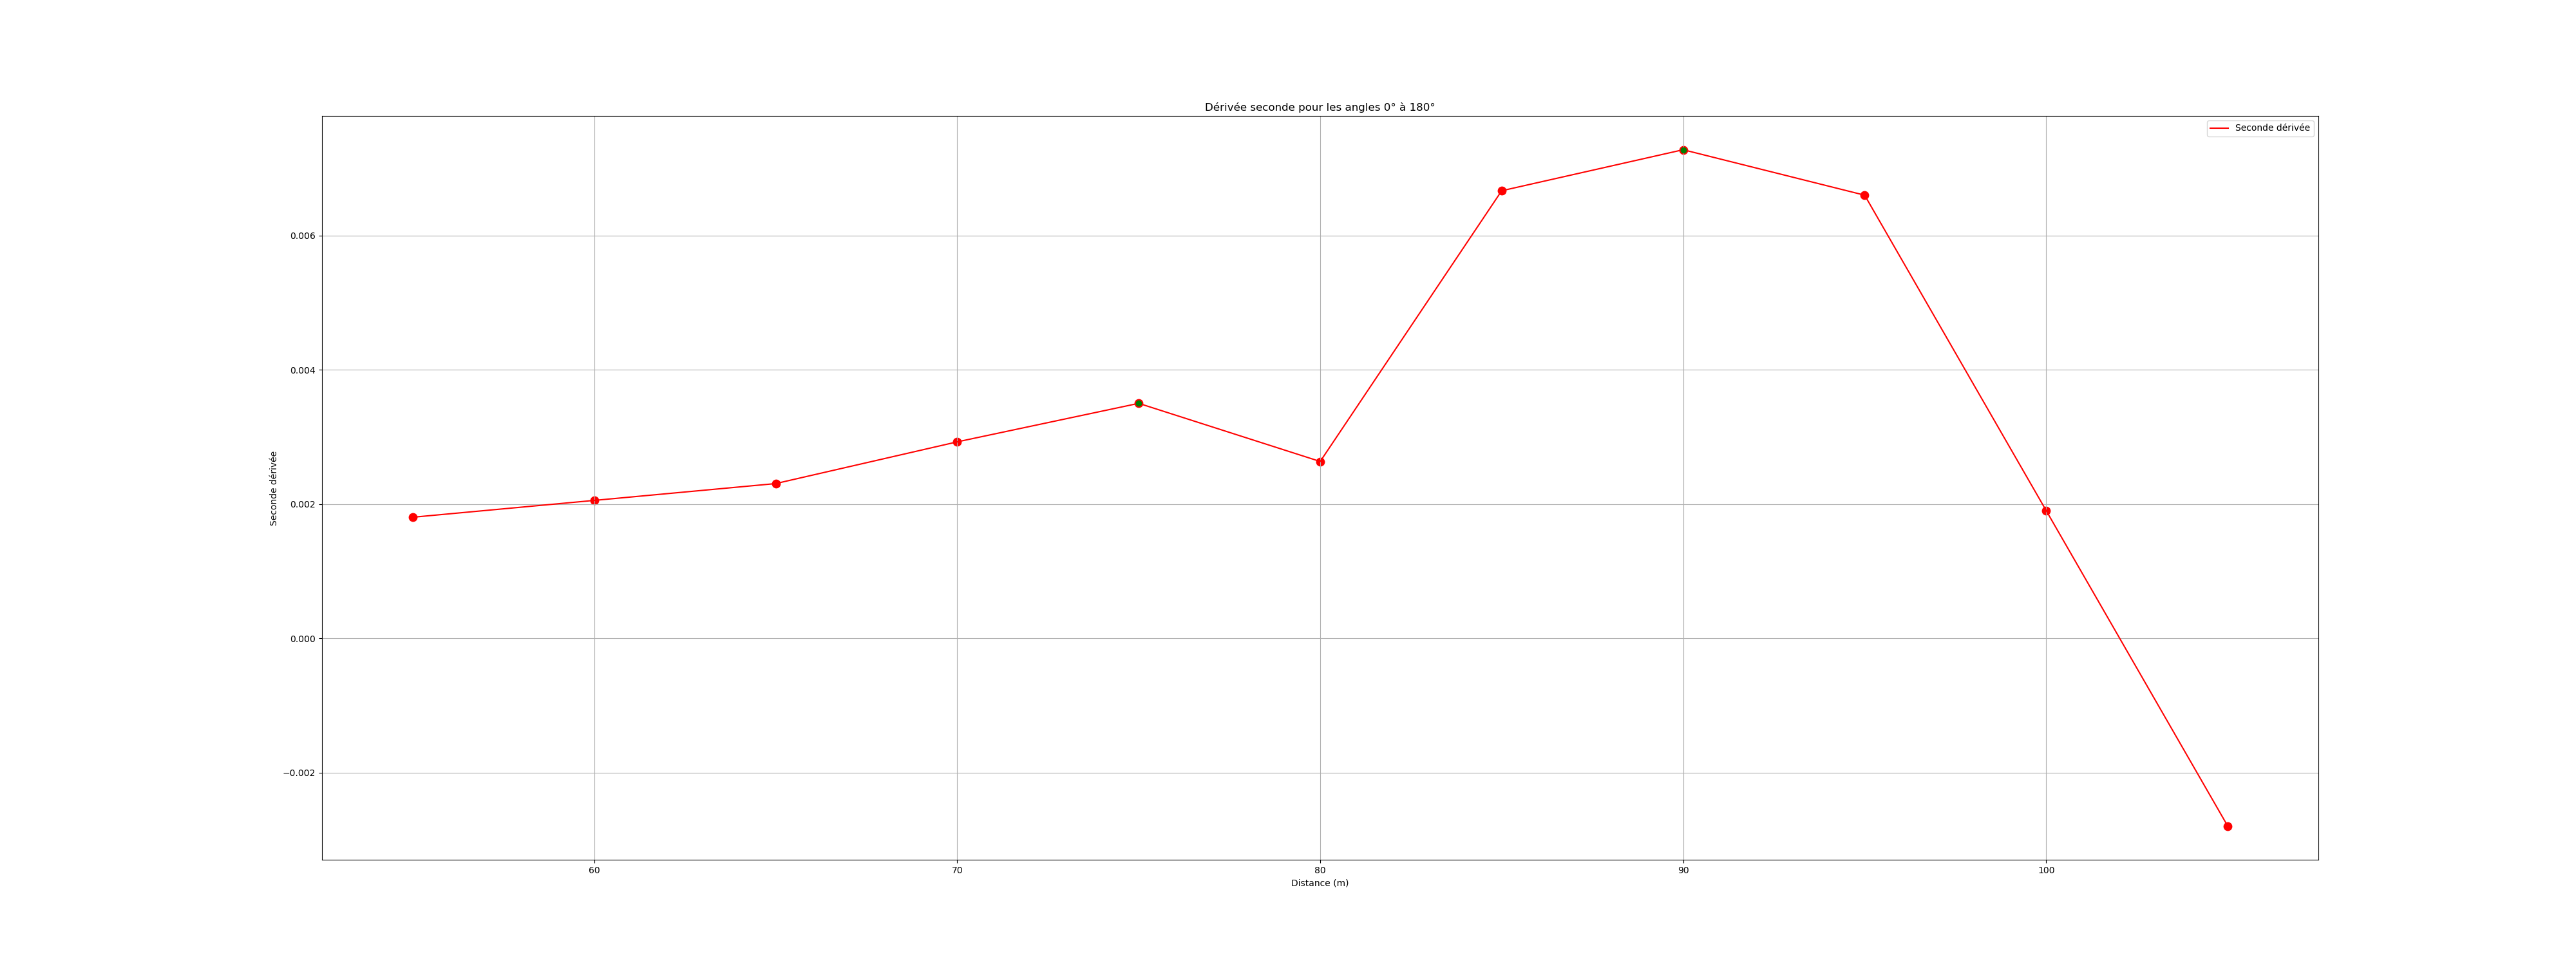 Dérivée seconde pour les angles 0° à 180°
Seconde dérivée
0.006
0.004
0.002
0.000
−0.002
Seconde dérivée
60
70
80
90
100
Distance (m)